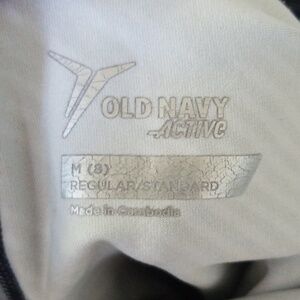 OLD NAVY
ACTIVE
M (8)
REGULAR/STANDARD
Made in Cambodia